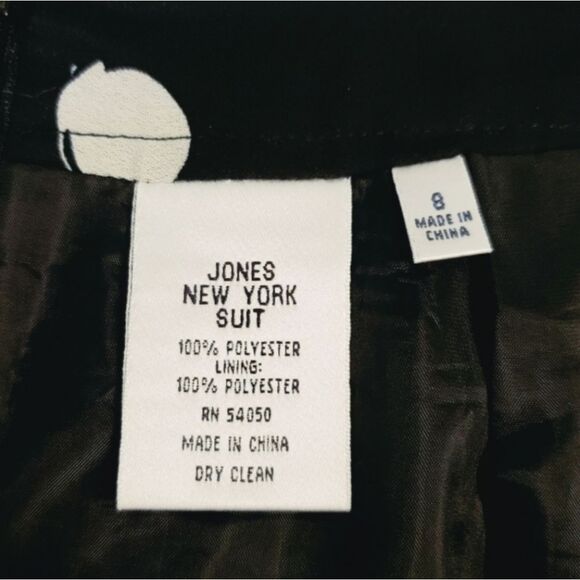 JONES
NEW YORK
SUIT
100% POLYESTER
LINING:
100% POLYESTER
RN 54050
MADE IN CHINA
DRY CLEAN
8
MADE IN
CHINA